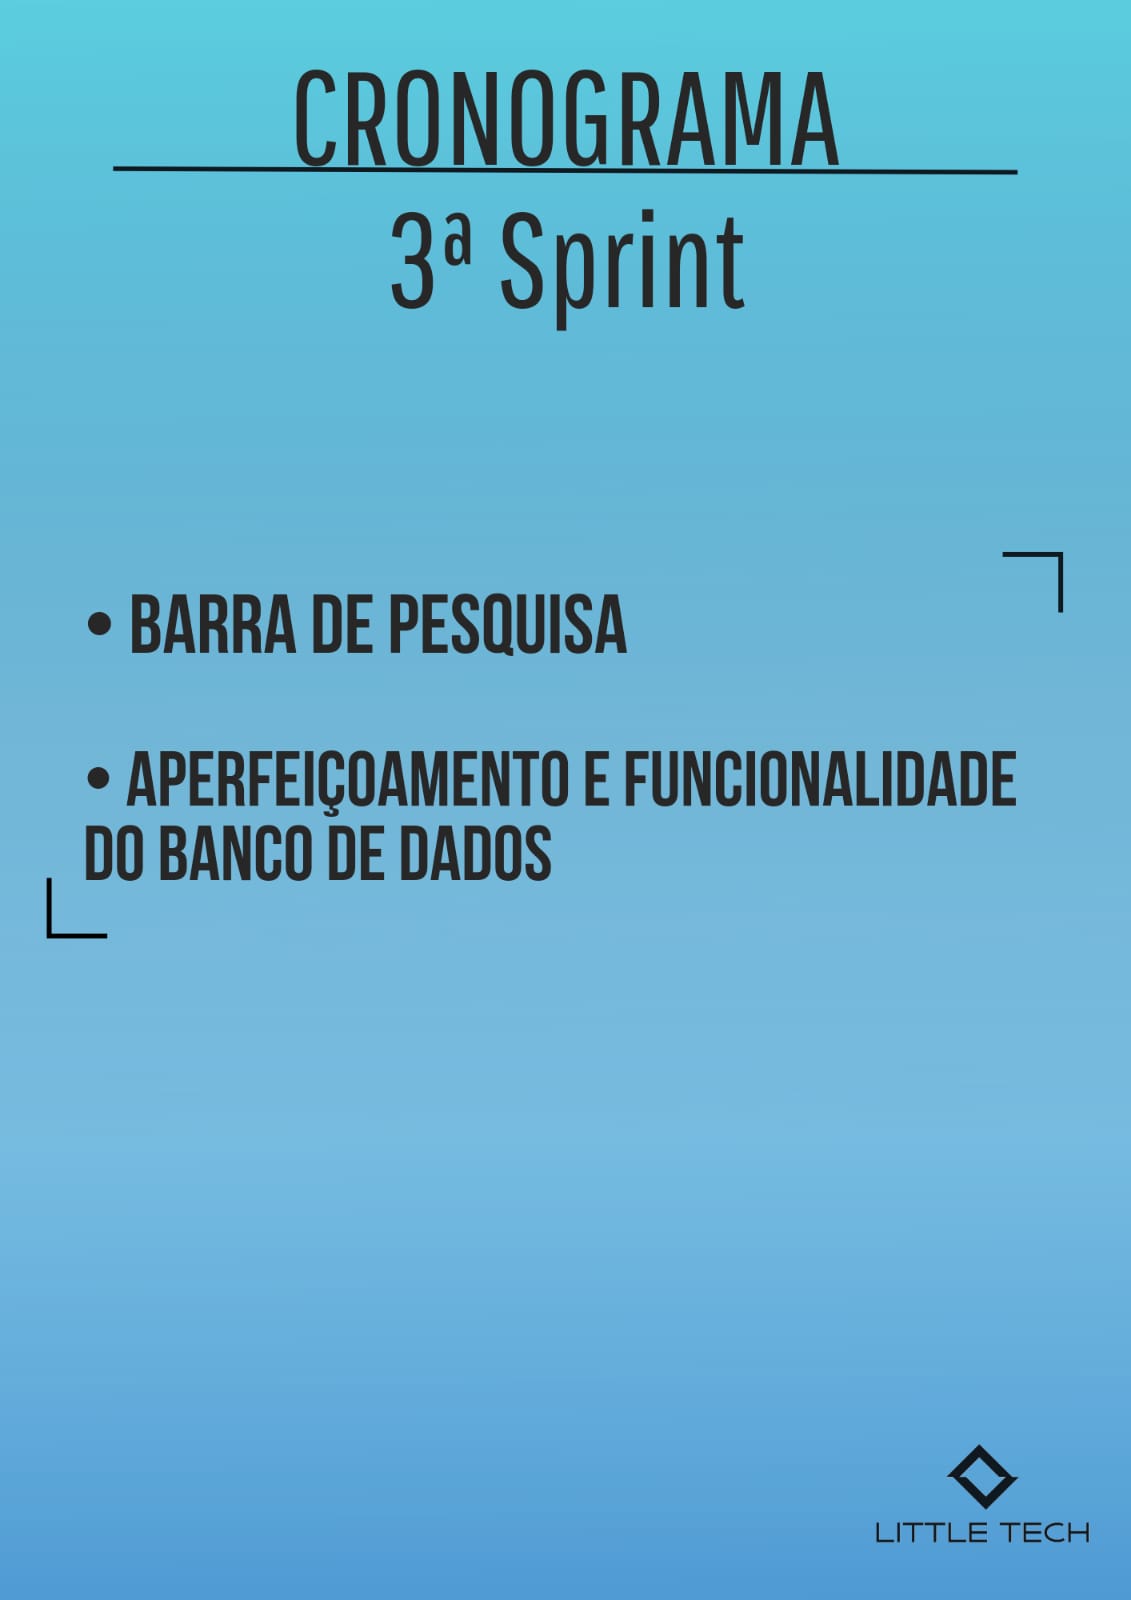 CRONOGRAMA
3ª Sprint
• BARRA DE PESQUISA
• APERFEIÇOAMENTO E FUNCIONALIDADE
DO BANCO DE DADOS
LITTLE TECH